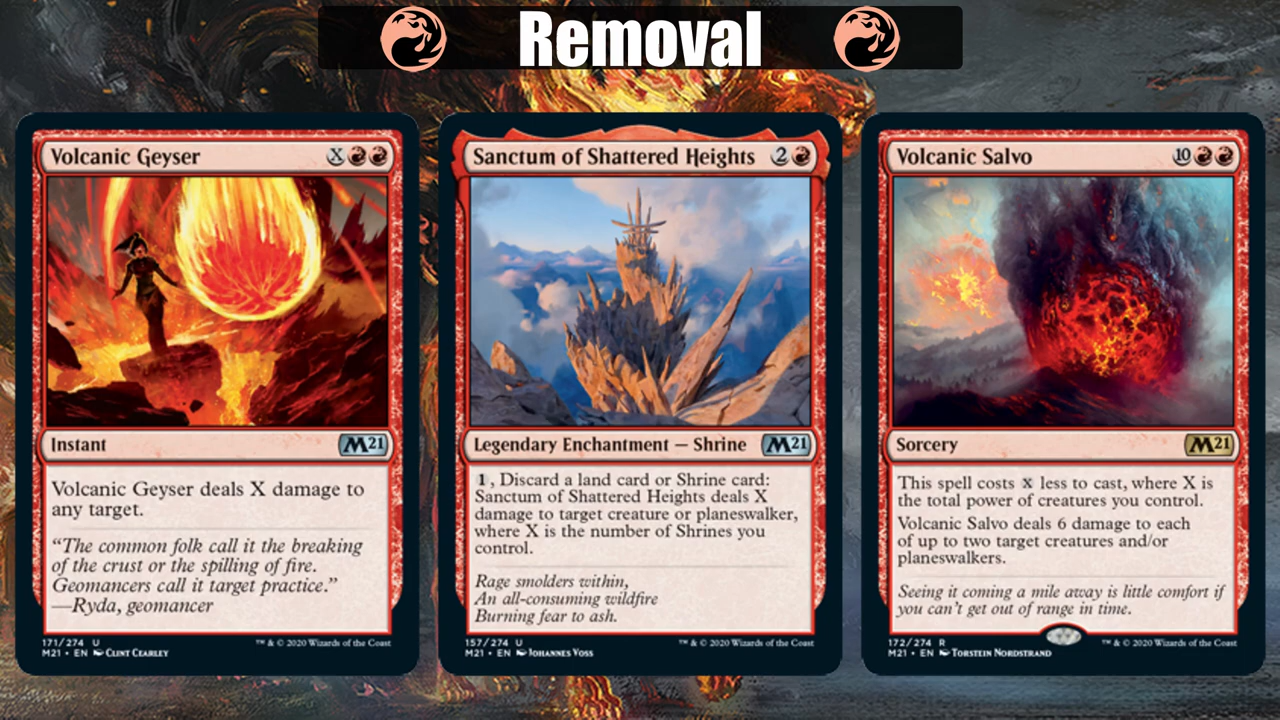 Removal
Volcanic Geyser X
Instant M21
Volcanic Geyser deals X damage to
any target.
“The common folk call it the breaking
of the crust or the spilling of fire.
Geomancers call it target practice.”
—Ryda, geomancer
171/274 U ™ & © 2020 Wizards of the Coast
M21 • EN Clint Cearley
Sanctum of Shattered Heights 2
Legendary Enchantment — Shrine M21
1, Discard a land card or Shrine card:
Sanctum of Shattered Heights deals X
damage to target creature or planeswalker,
where X is the number of Shrines you
control.
Rage smolders within,
An all-consuming wildfire
Burning fear to ash.
157/274 U ™ & © 2020 Wizards of the Coast
M21 • EN Johannes Voss
Volcanic Salvo 10
Sorcery M21
This spell costs X less to cast, where X is
the total power of creatures you control.
Volcanic Salvo deals 6 damage to each
of up to two target creatures and/or
planeswalkers.
Seeing it coming a mile away is little comfort if
you can’t get out of range in time.
172/274 R ™ & © 2020 Wizards of the Coast
M21 • EN Torstein Nordstrand